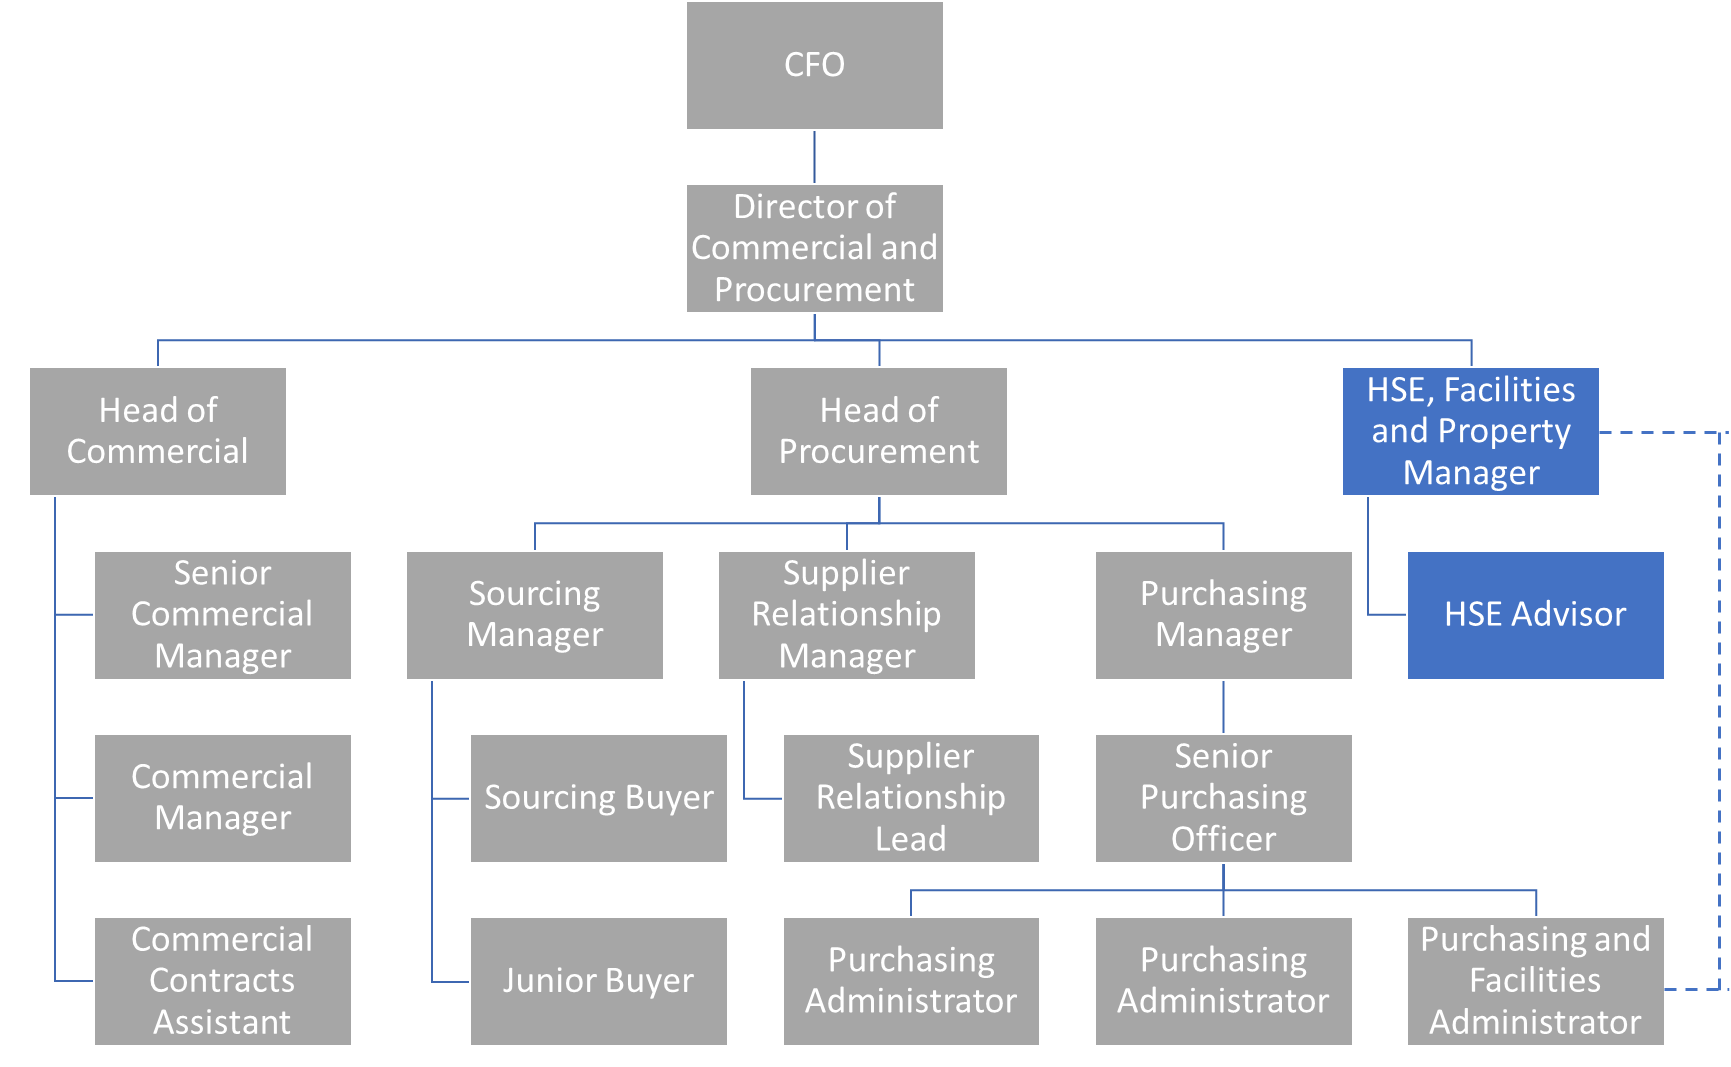 CFO
Director of
Commercial and
Procurement
Head of
Commercial
Head of
Procurement
HSE, Facilities
and Property
Manager
Senior
Commercial
Manager
Sourcing
Manager
Supplier
Relationship
Manager
Purchasing
Manager
HSE Advisor
Commercial
Manager
Sourcing Buyer
Supplier
Relationship
Lead
Senior
Purchasing
Officer
Commercial
Contracts
Assistant
Junior Buyer
Purchasing
Administrator
Purchasing
Administrator
Purchasing and
Facilities
Administrator